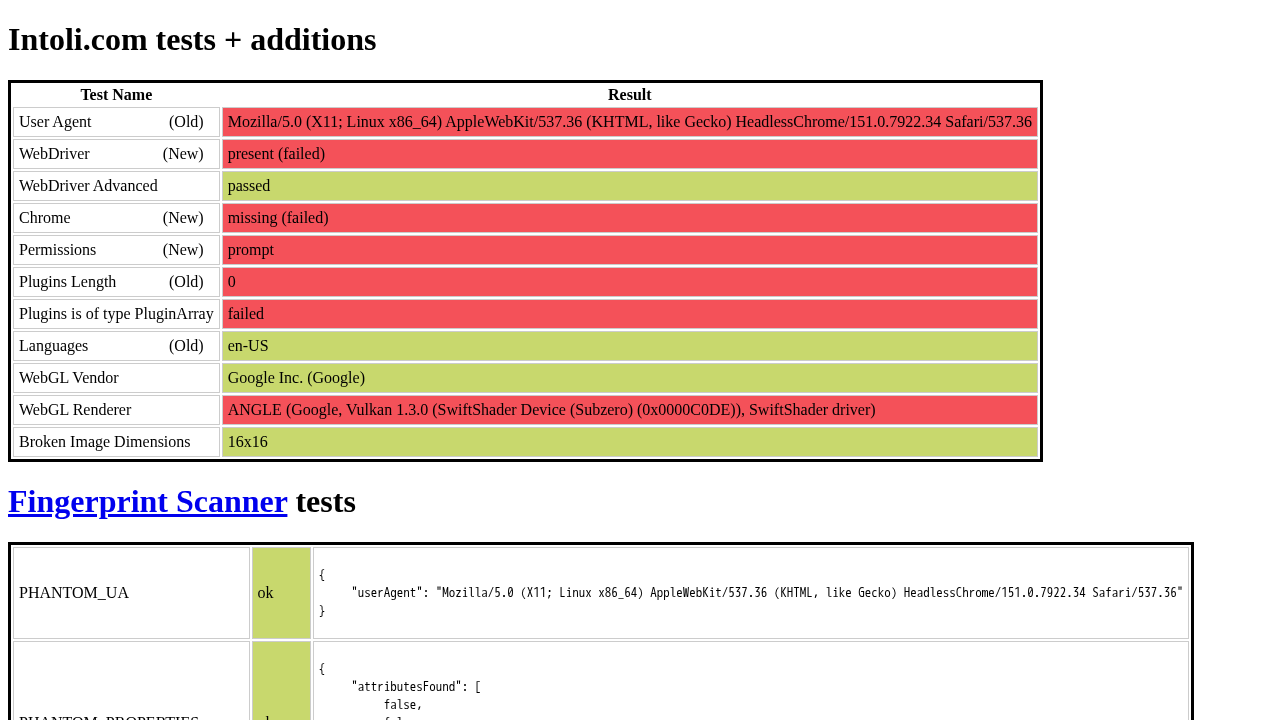 Intoli.com tests + additions
Test Name Result
User Agent (Old) Mozilla/5.0 (X11; Linux x86_64) AppleWebKit/537.36 (KHTML, like Gecko) HeadlessChrome/151.0.7922.34 Safari/537.36
WebDriver (New) present (failed)
WebDriver Advanced passed
Chrome (New) missing (failed)
Permissions (New) prompt
Plugins Length (Old) 0
Plugins is of type PluginArray failed
Languages (Old) en-US
WebGL Vendor Google Inc. (Google)
WebGL Renderer ANGLE (Google, Vulkan 1.3.0 (SwiftShader Device (Subzero) (0x0000C0DE)), SwiftShader driver)
Broken Image Dimensions 16x16
Fingerprint Scanner tests
{
PHANTOM_UA ok "userAgent": "Mozilla/5.0 (X11; Linux x86_64) AppleWebKit/537.36 (KHTML, like Gecko) HeadlessChrome/151.0.7922.34 Safari/537.36"
}
{
"attributesFound": [
false,